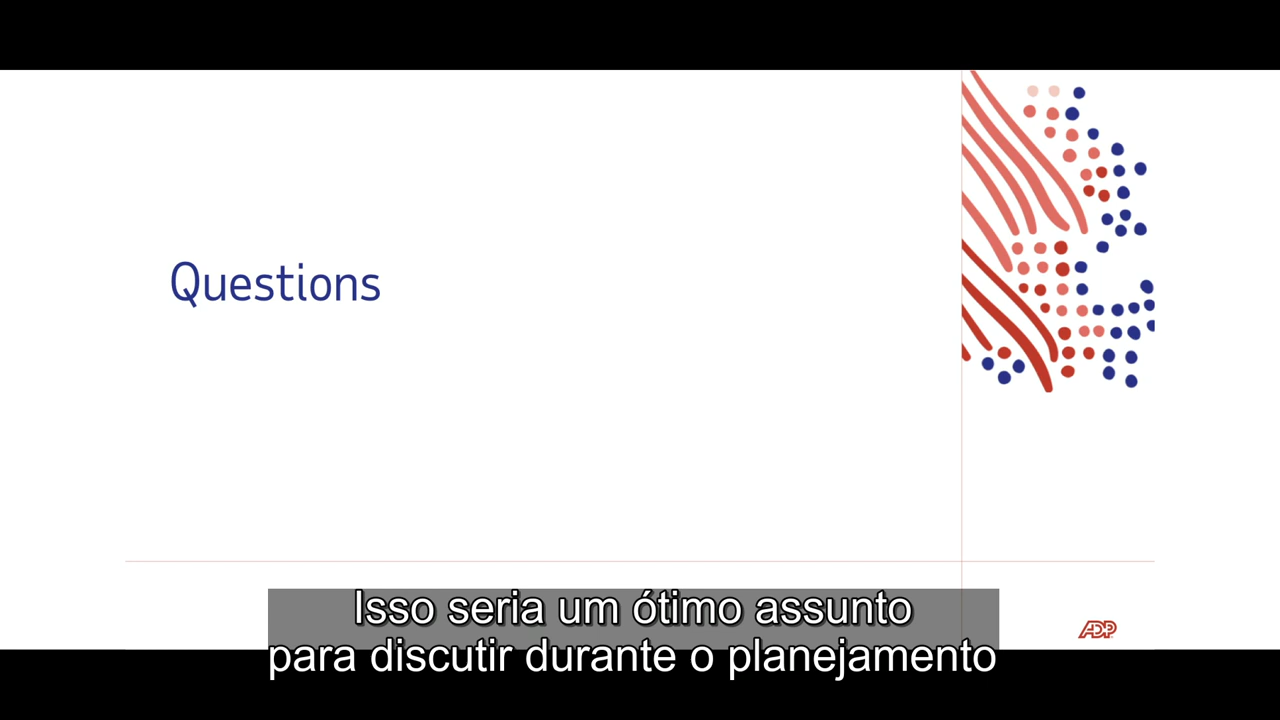 Questions
Isso seria um ótimo assunto
para discutir durante o planejamento
ADP